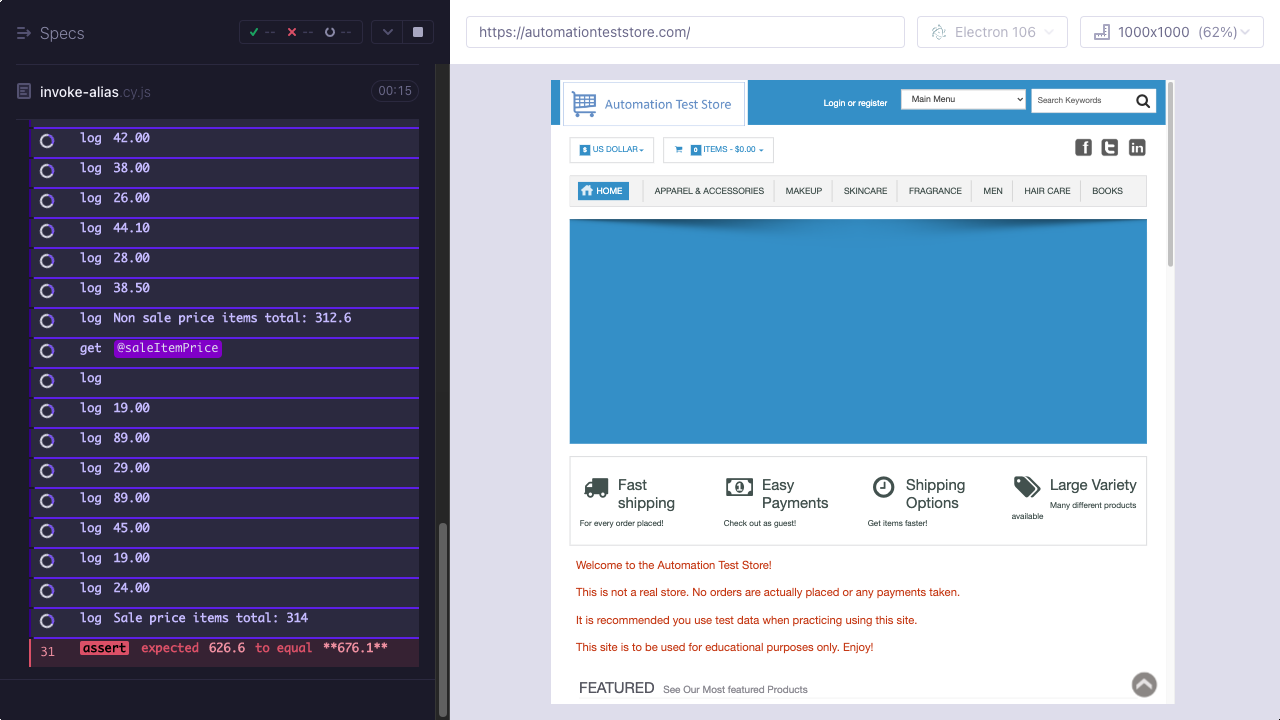 Specs
-- -- --
invoke-alias.cy.js
00:15
log 42.00
log 38.00
log 26.00
log 44.10
log 28.00
log 38.50
log Non sale price items total: 312.6
get @saleItemPrice
log
log 19.00
log 89.00
log 29.00
log 89.00
log 45.00
log 19.00
log 24.00
log Sale price items total: 314
31 assert expected 626.6 to equal **676.1**
https://automationteststore.com/
Electron 106
1000x1000 (62%)
Automation Test Store
Login or register
Main Menu
Search Keywords
$ US DOLLAR
0 ITEMS - $0.00
f t in
HOME
APPAREL & ACCESSORIES
MAKEUP
SKINCARE
FRAGRANCE
MEN
HAIR CARE
BOOKS
Fast
shipping
For every order placed!
Easy
Payments
Check out as guest!
Shipping
Options
Get items faster!
Large Variety
Many different products
available
Welcome to the Automation Test Store!
This is not a real store. No orders are actually placed or any payments taken.
It is recommended you use test data when practicing using this site.
This site is to be used for educational purposes only. Enjoy!
FEATURED See Our Most featured Products